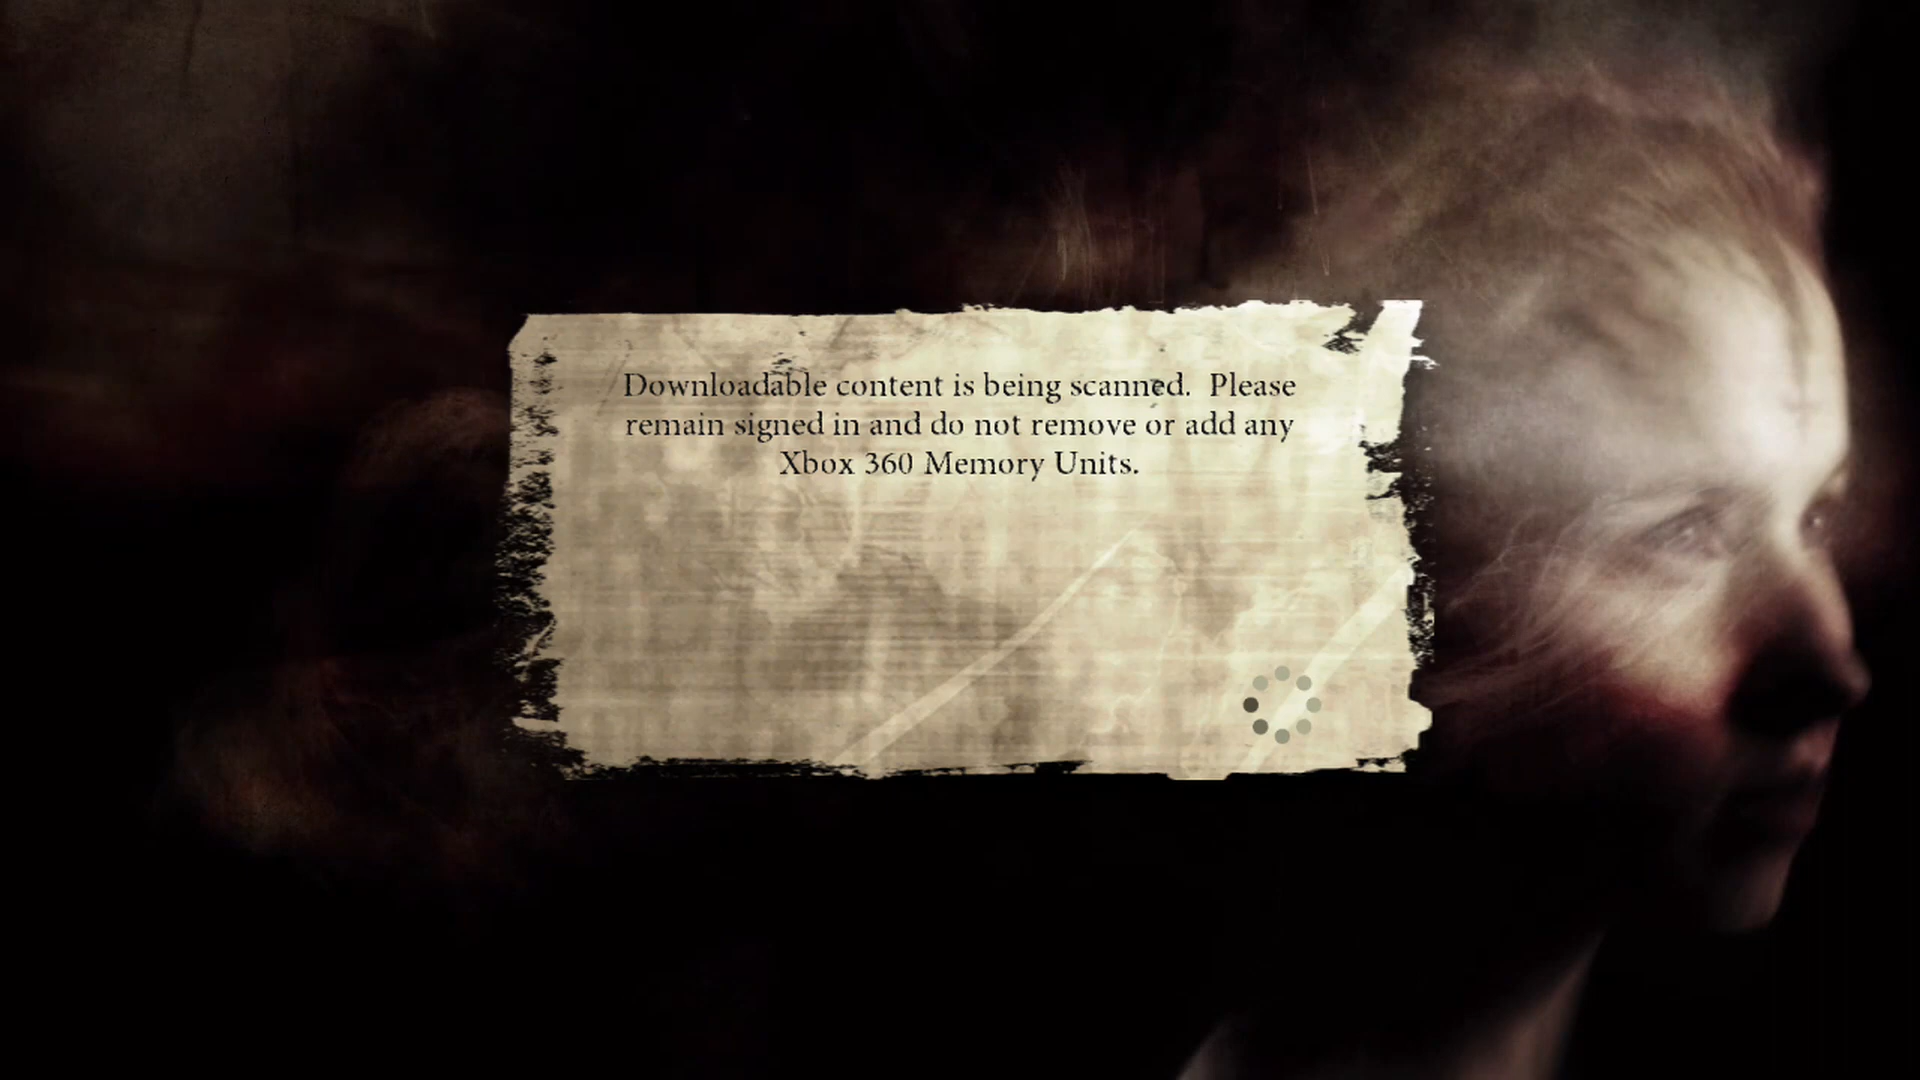 Downloadable content is being scanned.  Please
remain signed in and do not remove or add any
Xbox 360 Memory Units.